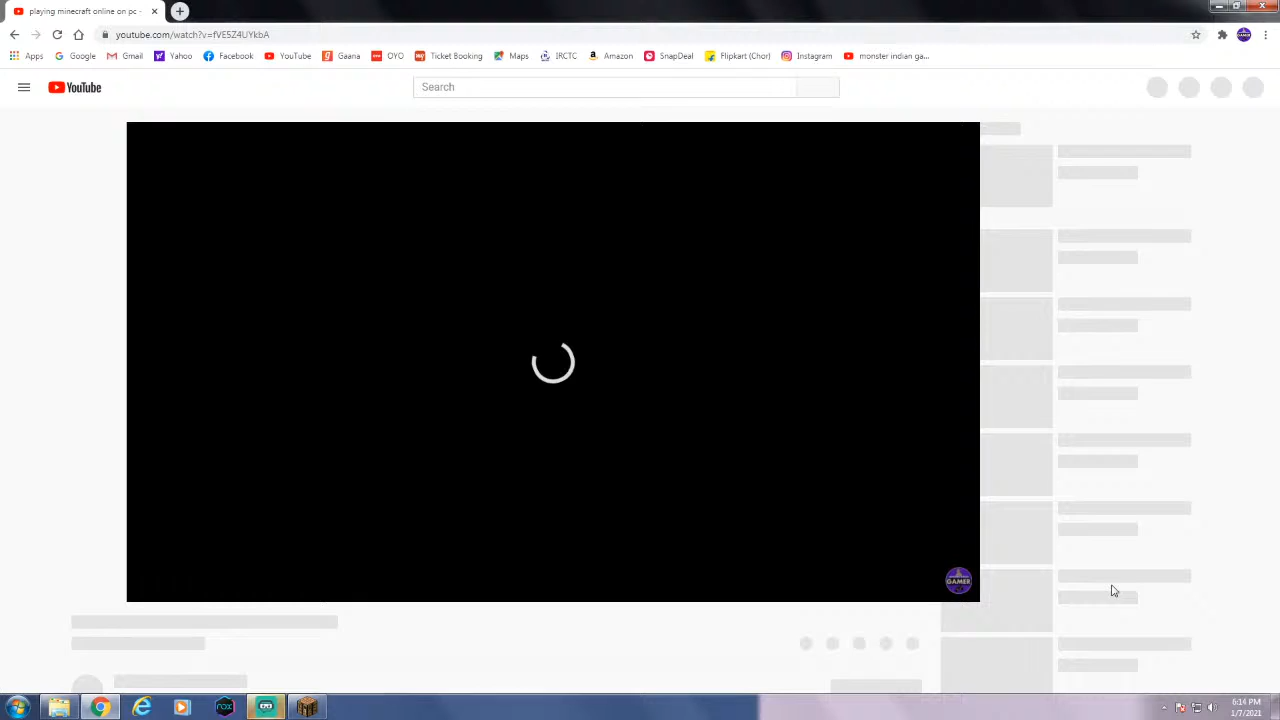 playing minecraft online on pc -
youtube.com/watch?v=fVE5Z4UYkbA
Apps Google Gmail Yahoo Facebook YouTube Gaana OYO Ticket Booking Maps IRCTC Amazon SnapDeal Flipkart (Chor) Instagram monster indian ga...
YouTube Search
GAMER
6:14 PM
1/7/2021